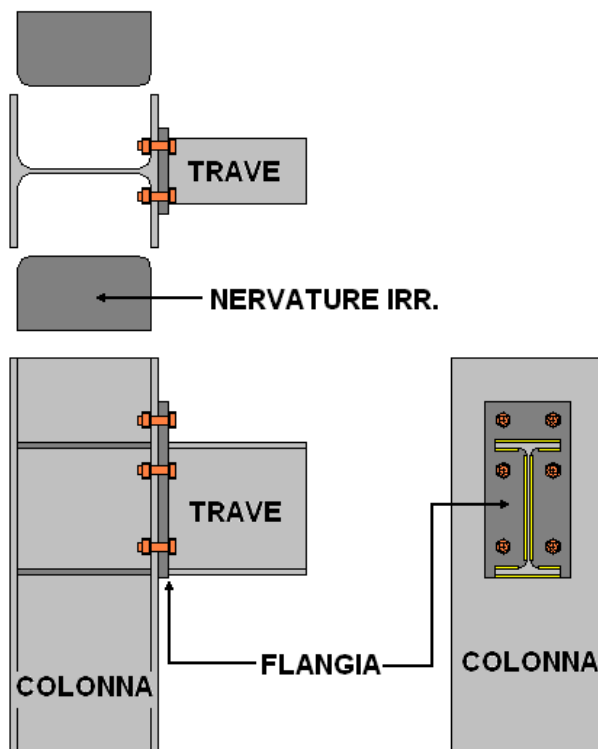 TRAVE
NERVATURE IRR.
TRAVE
FLANGIA
COLONNA
COLONNA